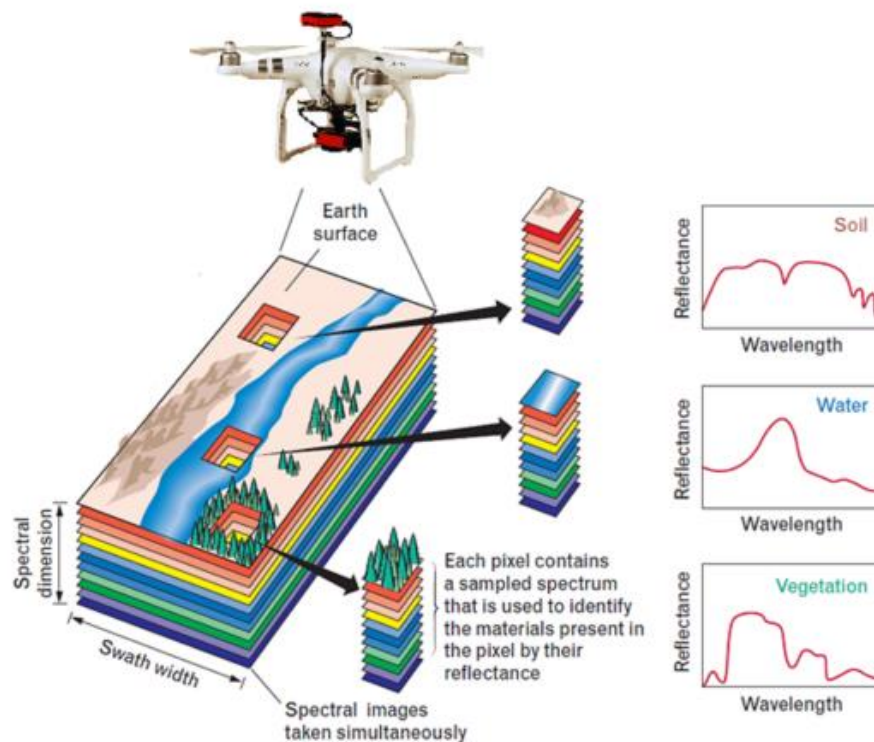 Earth
surface
Soil
Reflectance
Wavelength
Water
Reflectance
Wavelength
Spectral
dimension
Each pixel contains
a sampled spectrum
that is used to identify
the materials present in
the pixel by their
reflectance
Vegetation
Reflectance
Wavelength
Swath width
Spectral images
taken simultaneously